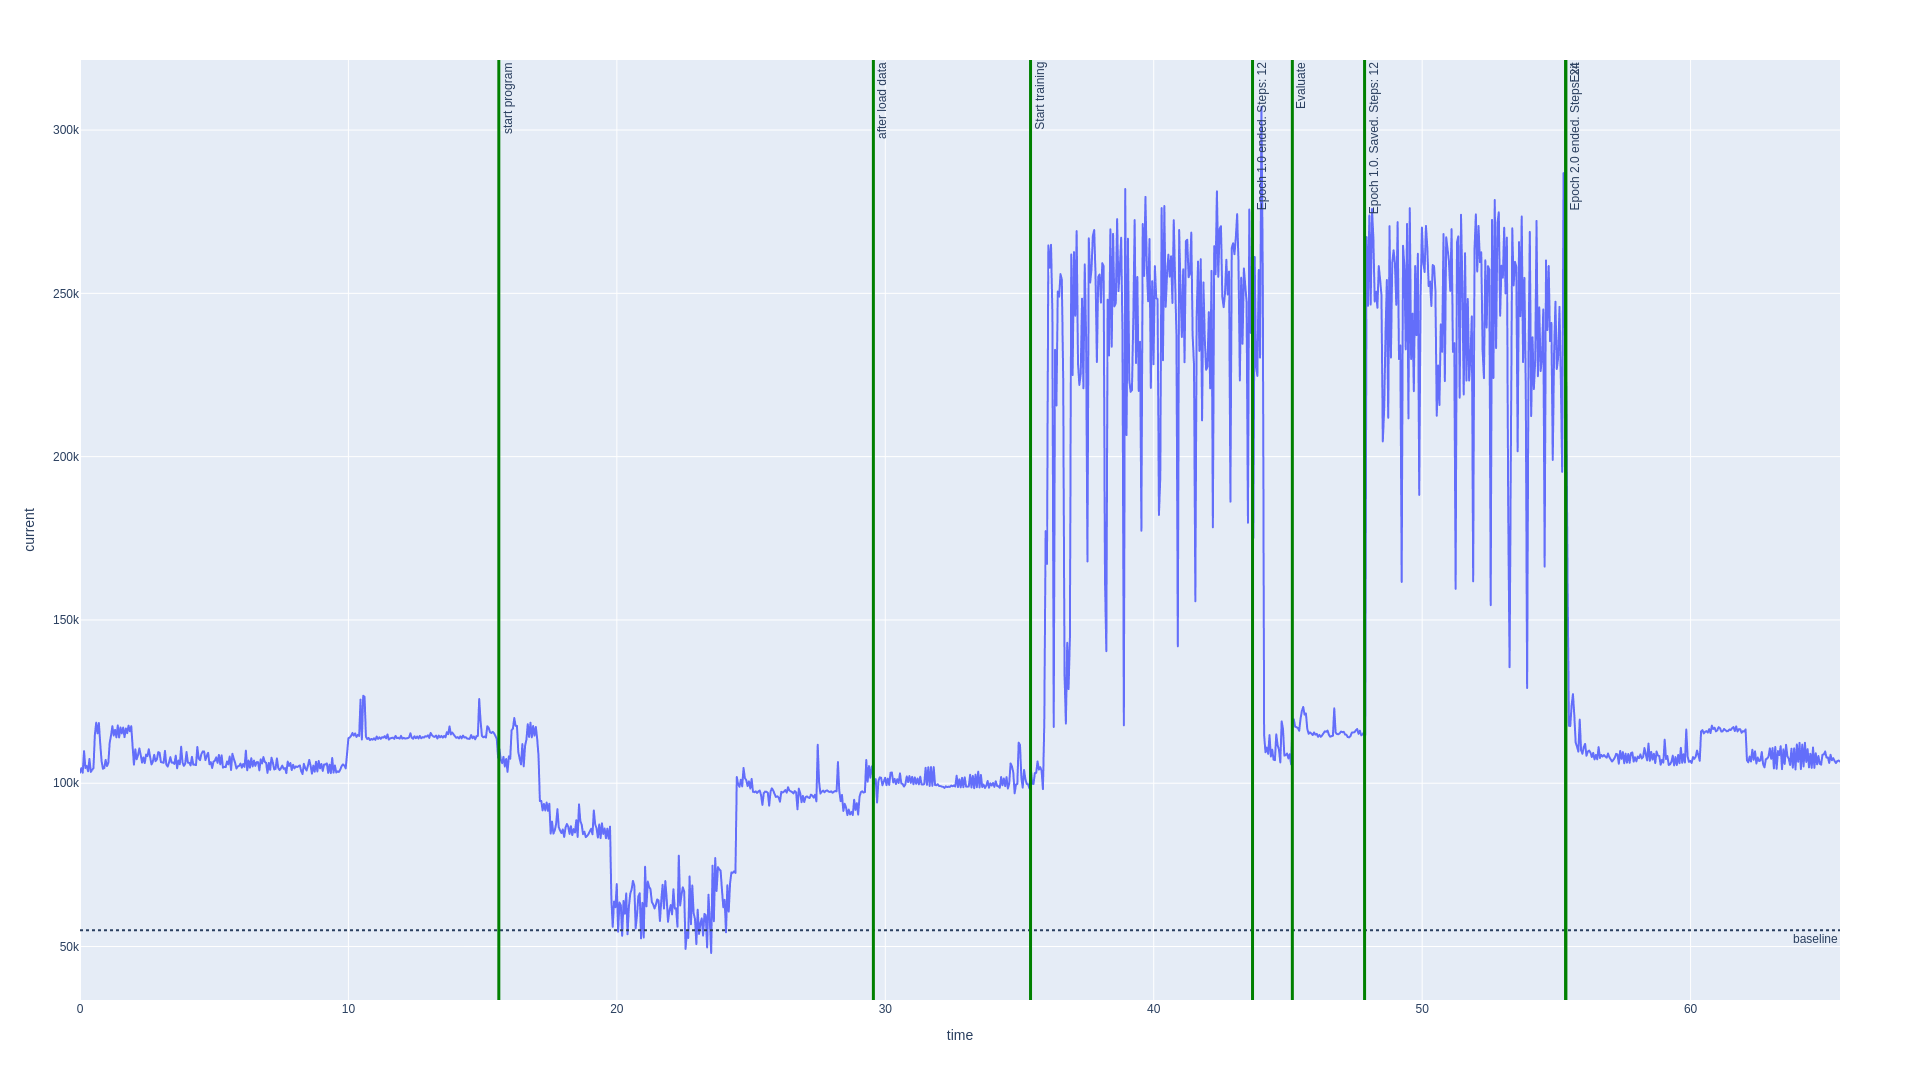 start program
after load data
Start training
Epoch 1.0 ended. Steps: 12
Evaluate
Epoch 1.0. Saved. Steps: 12
Epoch 2.0 ended. Steps: 24
300k
250k
200k
150k
100k
50k
current
baseline
0
10
20
30
40
50
60
time